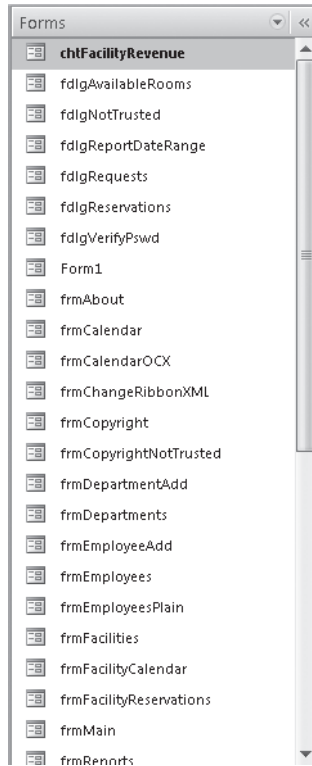 Forms
chtFacilityRevenue
fdlgAvailableRooms
fdlgNotTrusted
fdlgReportDateRange
fdlgRequests
fdlgReservations
fdlgVerifyPswd
Form1
frmAbout
frmCalendar
frmCalendarOCX
frmChangeRibbonXML
frmCopyright
frmCopyrightNotTrusted
frmDepartmentAdd
frmDepartments
frmEmployeeAdd
frmEmployees
frmEmployeesPlain
frmFacilities
frmFacilityCalendar
frmFacilityReservations
frmMain
frmReports